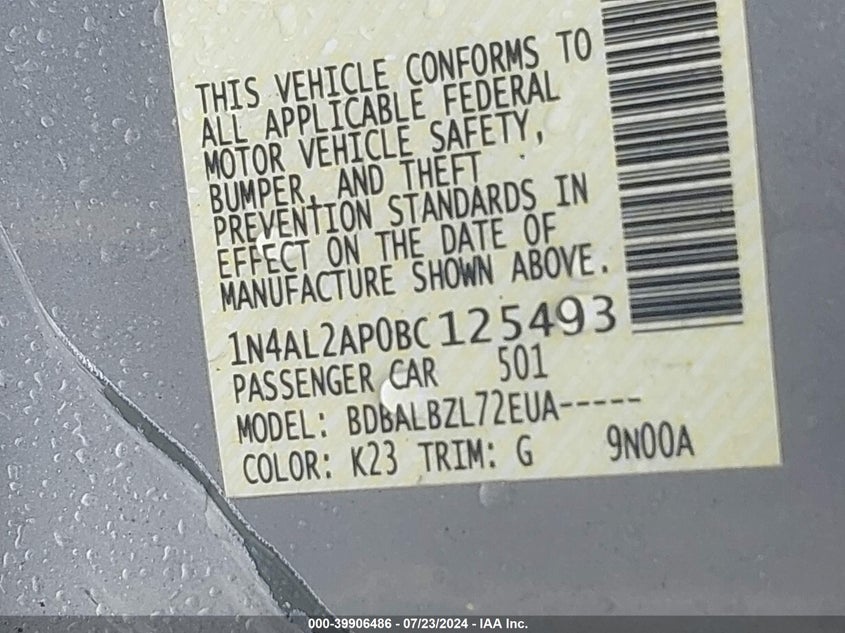 THIS VEHICLE CONFORMS TO
ALL APPLICABLE FEDERAL
MOTOR VEHICLE SAFETY,
BUMPER, AND THEFT
PREVENTION STANDARDS IN
EFFECT ON THE DATE OF
MANUFACTURE SHOWN ABOVE.
1N4AL2AP0BC125493
PASSENGER CAR 501
MODEL: BDBALBZL72EUA-----
COLOR: K23 TRIM: G 9N00A
000-39906486 - 07/23/2024 - IAA Inc.